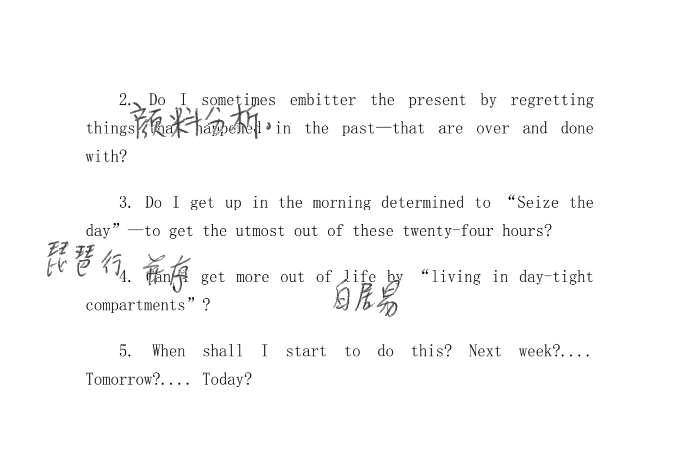 2. Do I sometimes embitter the present by regretting
颜料分析,
things that happened in the past—that are over and done
with?
3. Do I get up in the morning determined to “Seize the
day”—to get the utmost out of these twenty-four hours?
琵琶行
4. Can I get more out of life by “living in day-tight
白居易
compartments”?
5. When shall I start to do this? Next week?....
Tomorrow?.... Today?